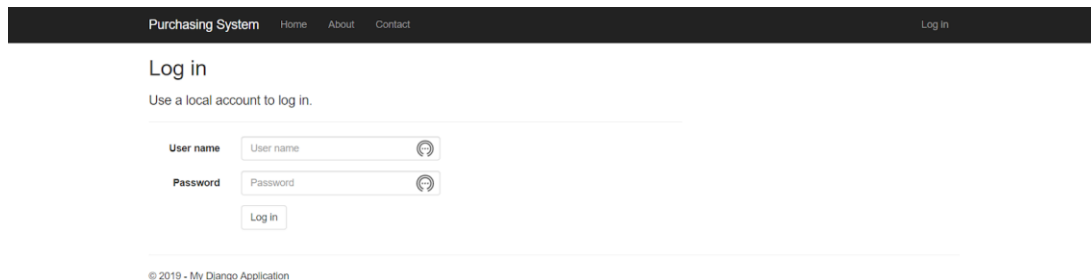 Purchasing System Home About Contact Log in
Log in
Use a local account to log in.
User name User name
Password Password
Log in
© 2019 - My Django Application